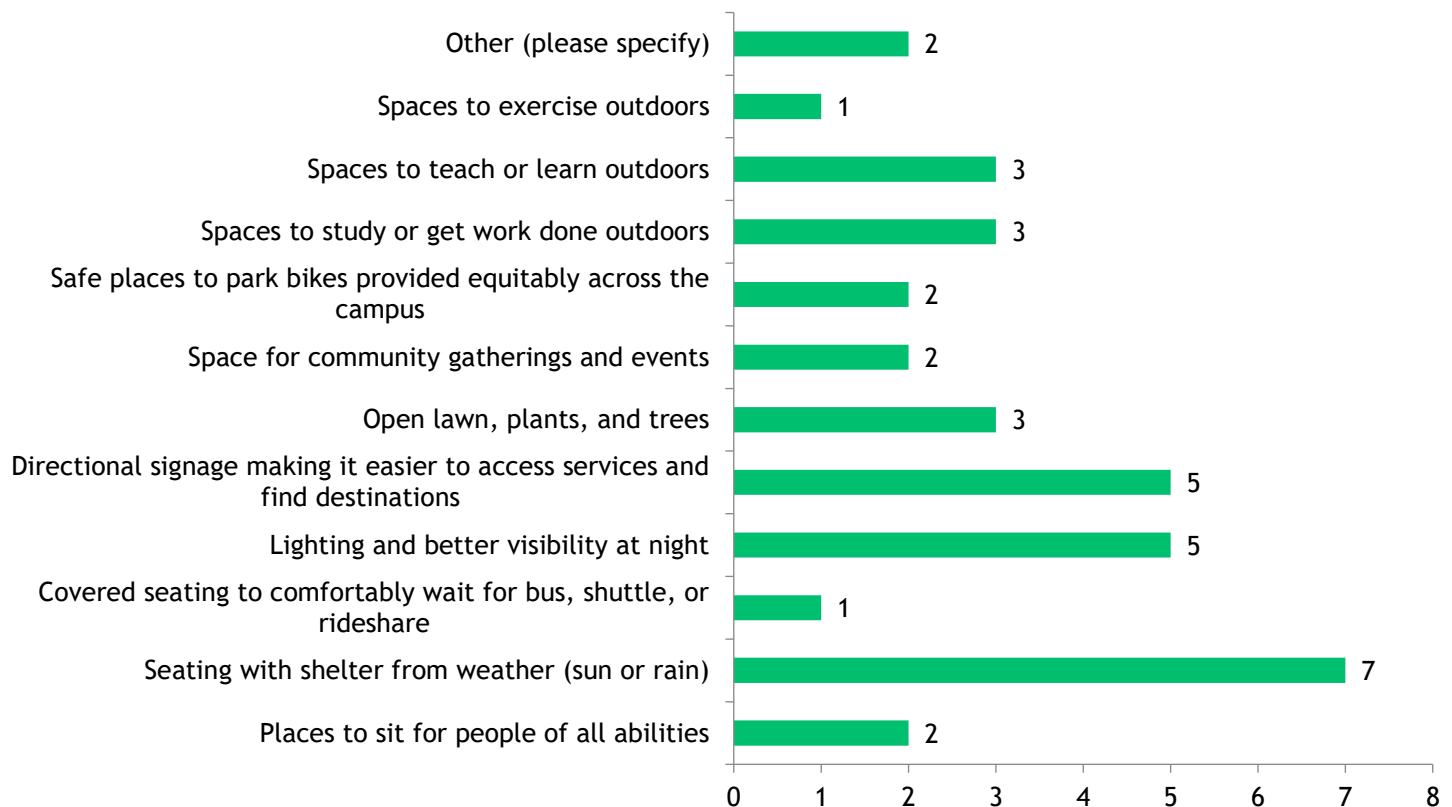 Other (please specify)
2
Spaces to exercise outdoors
1
Spaces to teach or learn outdoors
3
Spaces to study or get work done outdoors
3
Safe places to park bikes provided equitably across the
campus
2
Space for community gatherings and events
2
Open lawn, plants, and trees
3
Directional signage making it easier to access services and
find destinations
5
Lighting and better visibility at night
5
Covered seating to comfortably wait for bus, shuttle, or
rideshare
1
Seating with shelter from weather (sun or rain)
7
Places to sit for people of all abilities
2
0 1 2 3 4 5 6 7 8